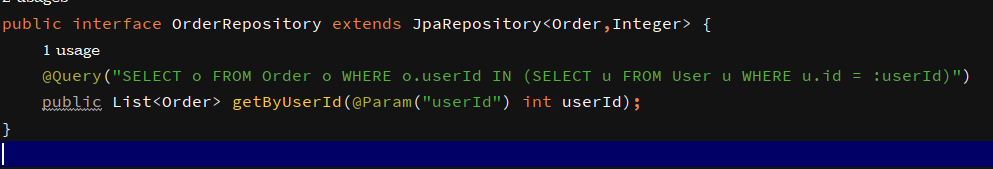 2 usages
public interface OrderRepository extends JpaRepository<Order,Integer> {
1 usage
@Query("SELECT o FROM Order o WHERE o.userId IN (SELECT u FROM User u WHERE u.id = :userId)")
public List<Order> getByUserId(@Param("userId") int userId);
}